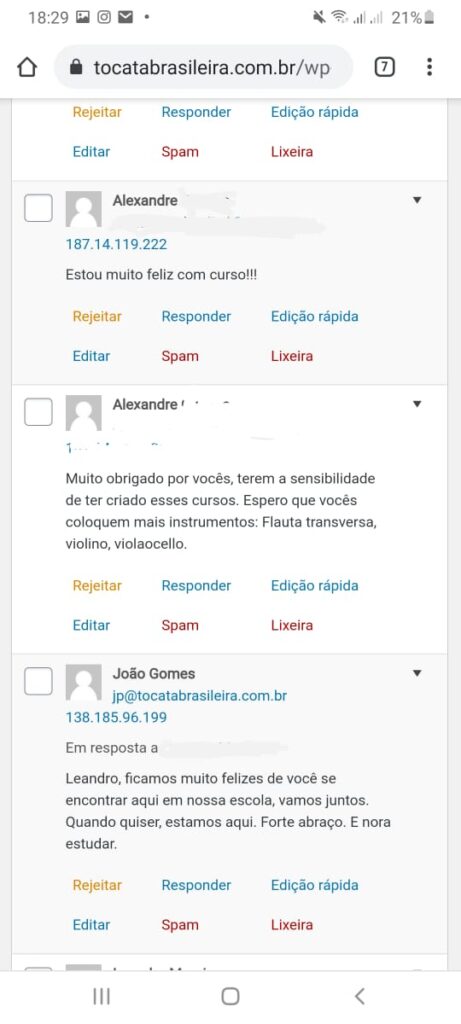 18:29 21%
tocatabrasileira.com.br/wp 7
Rejeitar Responder Edição rápida
Editar Spam Lixeira
Alexandre
187.14.119.222
Estou muito feliz com curso!!!
Rejeitar Responder Edição rápida
Editar Spam Lixeira
Alexandre
Muito obrigado por vocês, terem a sensibilidade
de ter criado esses cursos. Espero que vocês
coloquem mais instrumentos: Flauta transversa,
violino, violaocello.
Rejeitar Responder Edição rápida
Editar Spam Lixeira
João Gomes
jp@tocatabrasileira.com.br
138.185.96.199
Em resposta a
Leandro, ficamos muito felizes de você se
encontrar aqui em nossa escola, vamos juntos.
Quando quiser, estamos aqui. Forte abraço. E nora
estudar.
Rejeitar Responder Edição rápida
Editar Spam Lixeira